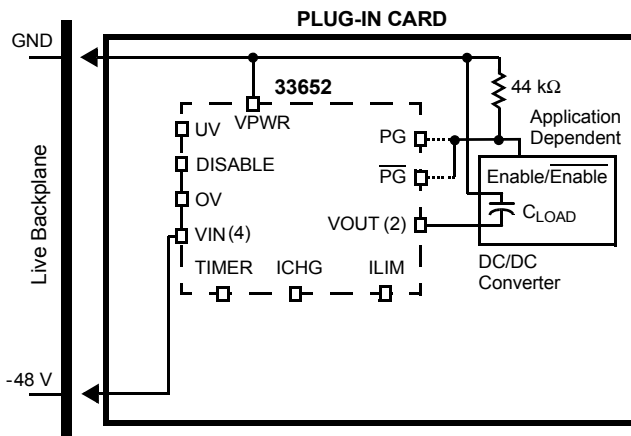 PLUG-IN CARD
GND
33652
44 kΩ
VPWR
Application
Dependent
UV
PG
DISABLE
PG
Enable/Enable
OV
CLOAD
VIN (4)
VOUT (2)
TIMER
ICHG
ILIM
DC/DC
Converter
Live Backplane
-48 V